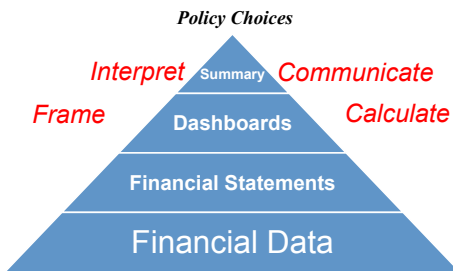 Policy Choices
Interpret Summary Communicate
Frame Dashboards Calculate
Financial Statements
Financial Data